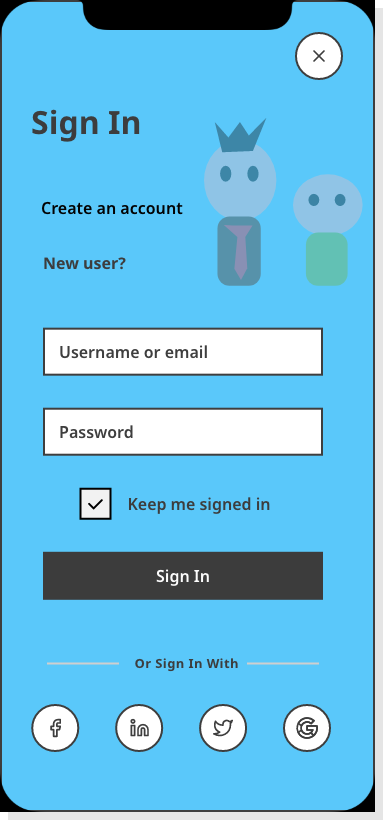 Sign In
Create an account
New user?
Username or email
Password
Keep me signed in
Sign In
Or Sign In With